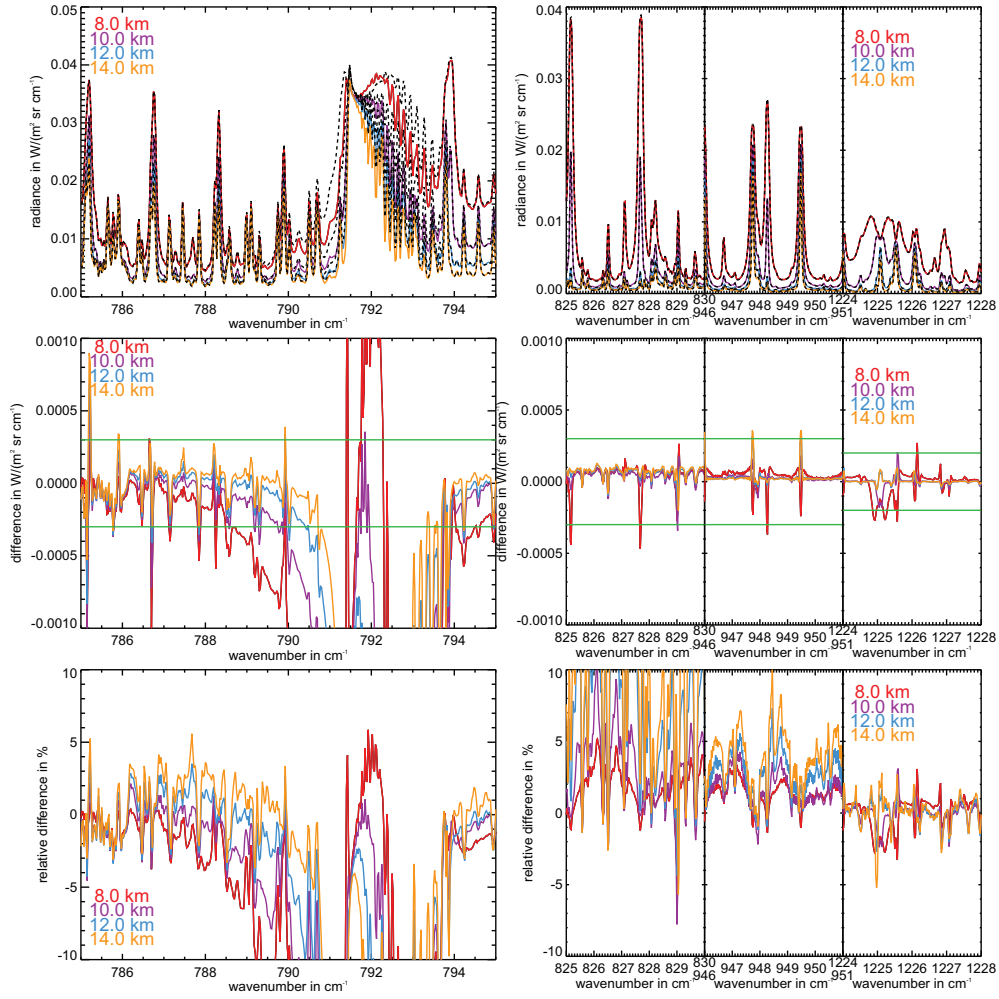 0.05
0.04
0.03
0.02
0.01
0.00
radiance in W/(m² sr cm⁻¹)
8.0 km
10.0 km
12.0 km
14.0 km
786 788 790 792 794
wavenumber in cm⁻¹
0.04
0.03
0.02
0.01
0.00
radiance in W/(m² sr cm⁻¹)
8.0 km
10.0 km
12.0 km
14.0 km
825 826 827 828 829 830
946 947 948 949 950 951
1224 1225 1226 1227 1228
wavenumber in cm⁻¹ wavenumber in cm⁻¹ wavenumber in cm⁻¹
0.0010
0.0005
0.0000
-0.0005
-0.0010
difference in W/(m² sr cm⁻¹)
8.0 km
10.0 km
12.0 km
14.0 km
786 788 790 792 794
wavenumber in cm⁻¹
0.0010
0.0005
0.0000
-0.0005
-0.0010
difference in W/(m² sr cm⁻¹)
8.0 km
10.0 km
12.0 km
14.0 km
825 826 827 828 829 830
946 947 948 949 950 951
1224 1225 1226 1227 1228
wavenumber in cm⁻¹ wavenumber in cm⁻¹ wavenumber in cm⁻¹
10
5
0
-5
-10
relative difference in %
8.0 km
10.0 km
12.0 km
14.0 km
786 788 790 792 794
wavenumber in cm⁻¹
10
5
0
-5
-10
relative difference in %
8.0 km
10.0 km
12.0 km
14.0 km
825 826 827 828 829 830
946 947 948 949 950 951
1224 1225 1226 1227 1228
wavenumber in cm⁻¹ wavenumber in cm⁻¹ wavenumber in cm⁻¹